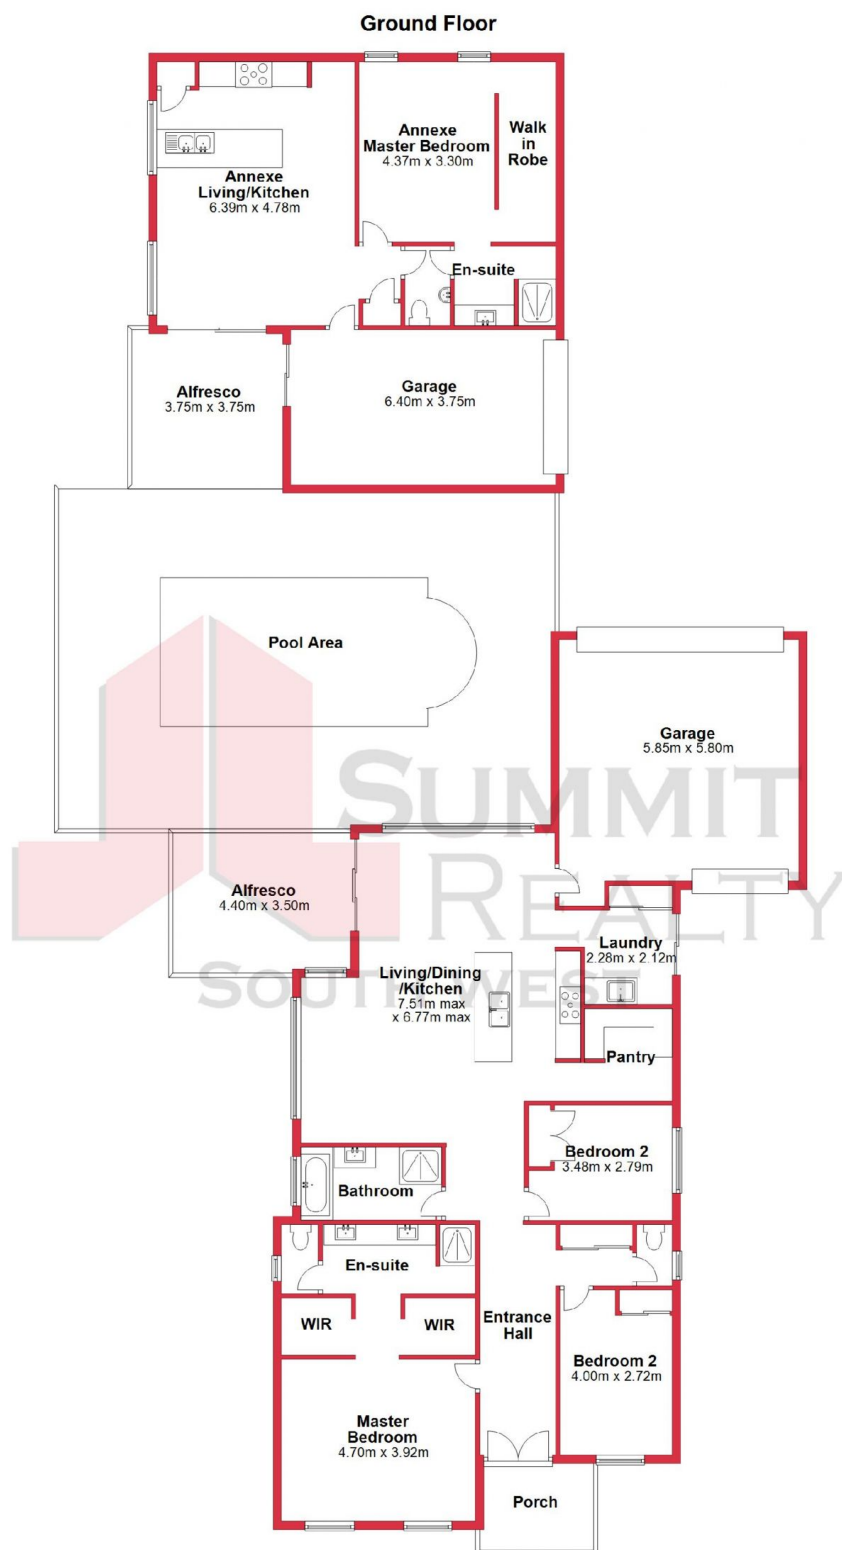 Ground Floor
Annexe
Master Bedroom
4.37m x 3.30m
Walk
in
Robe
Annexe
Living/Kitchen
6.39m x 4.78m
En-suite
Alfresco
3.75m x 3.75m
Garage
6.40m x 3.75m
Pool Area
Garage
5.85m x 5.80m
SUMMIT
REALTY
SOUTHWEST
Alfresco
4.40m x 3.50m
Laundry
2.28m x 2.12m
Living/Dining
/Kitchen
7.51m max
x 6.77m max
Pantry
Bedroom 2
3.48m x 2.79m
Bathroom
En-suite
WIR
WIR
Entrance
Hall
Bedroom 2
4.00m x 2.72m
Master
Bedroom
4.70m x 3.92m
Porch